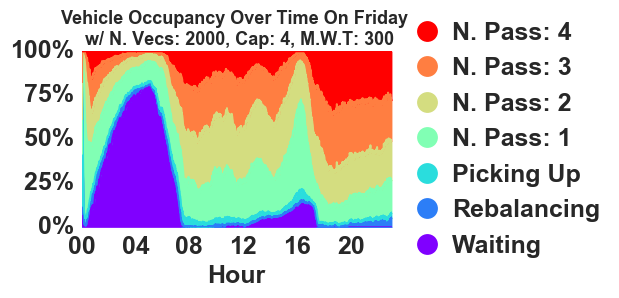 Vehicle Occupancy Over Time On Friday
w/ N. Vecs: 2000, Cap: 4, M.W.T: 300
100%
75%
50%
25%
0%
00 04 08 12 16 20
Hour
N. Pass: 4
N. Pass: 3
N. Pass: 2
N. Pass: 1
Picking Up
Rebalancing
Waiting